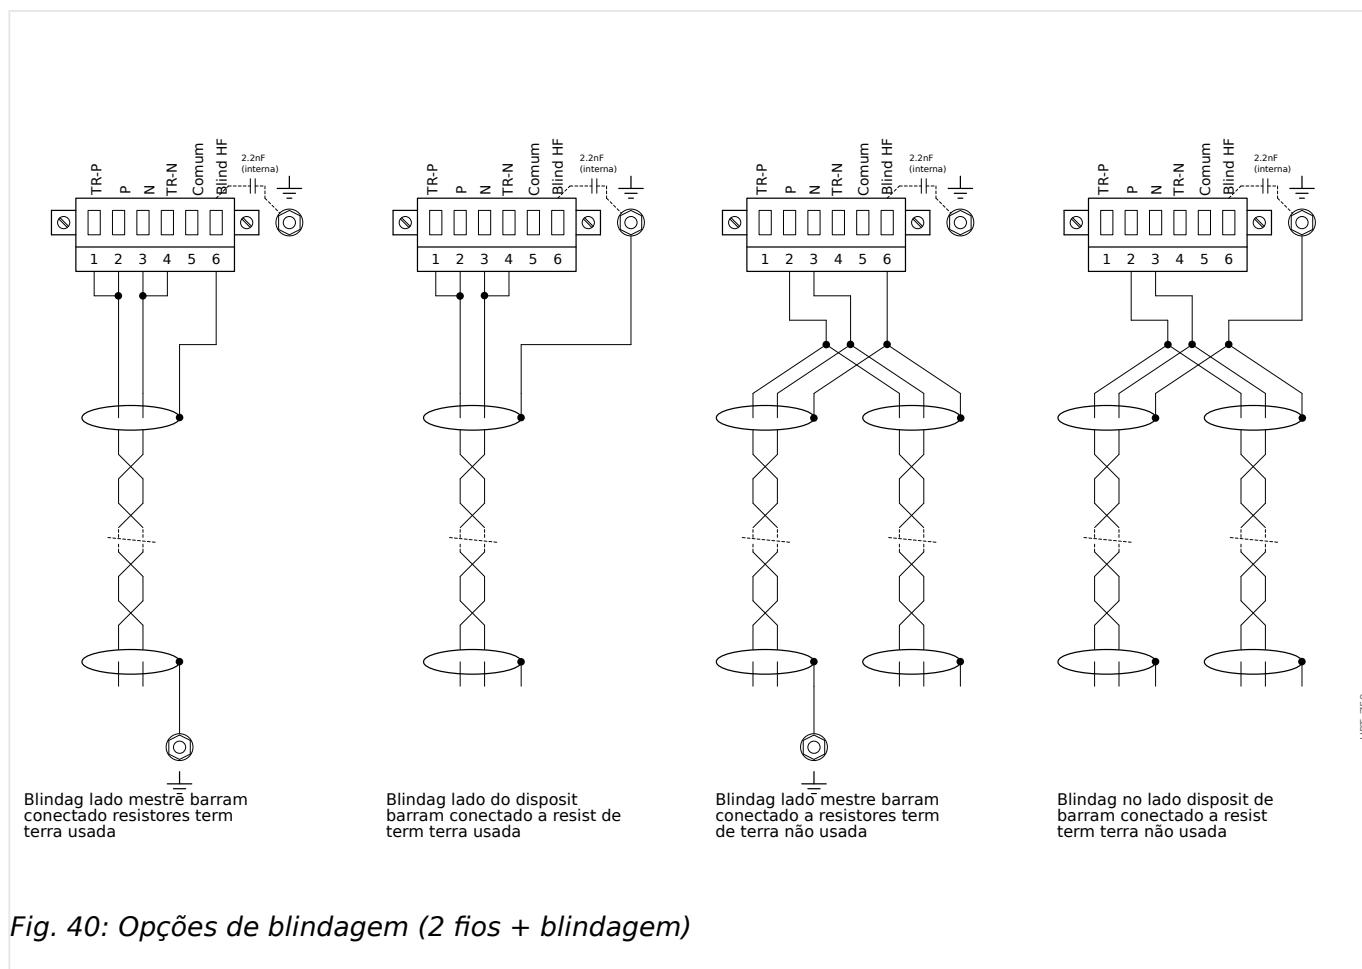 TR-P
P
N
TR-N
Comum
Blind HF
2.2nF
(interna)
1 2 3 4 5 6
TR-P
P
N
TR-N
Comum
Blind HF
2.2nF
(interna)
1 2 3 4 5 6
TR-P
P
N
TR-N
Comum
Blind HF
2.2nF
(interna)
1 2 3 4 5 6
TR-P
P
N
TR-N
Comum
Blind HF
2.2nF
(interna)
1 2 3 4 5 6
Blindag lado mestre barram
conectado resistores term
terra usada
Blindag lado do disposit
barram conectado a resist de
term terra usada
Blindag lado mestre barram
conectado a resistores term
de terra não usada
Blindag no lado disposit de
barram conectado a resist
term terra não usada
Fig. 40: Opções de blindagem (2 fios + blindagem)